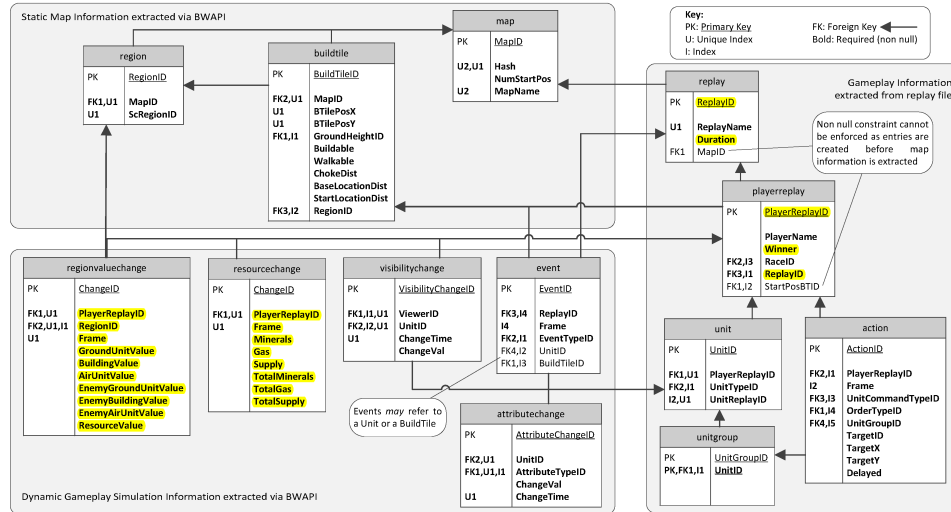 Static Map Information extracted via BWAPI
map
PK MapID
U2,U1 Hash
NumStartPos
U2 MapName
Key:
PK: Primary Key FK: Foreign Key
U: Unique Index Bold: Required (non null)
I: Index
region
PK RegionID
FK1,U1 MapID
U1 ScRegionID
buildtile
PK BuildTileID
FK2,U1 MapID
U1 BTilePosX
U1 BTilePosY
FK1,I1 GroundHeightID
Buildable
Walkable
ChokeDist
BaseLocationDist
StartLocationDist
FK3,I2 RegionID
Gameplay Information
extracted from replay file
replay
PK ReplayID
U1 ReplayName
Duration
FK1 MapID
Non null constraint cannot
be enforced as entries are
created before map
information is extracted
playerreplay
PK PlayerReplayID
PlayerName
Winner
FK2,I3 RaceID
FK3,I1 ReplayID
FK1,I2 StartPosBTID
regionvaluechange
PK ChangeID
FK1,U1 PlayerReplayID
FK2,U1,I1 RegionID
U1 Frame
GroundUnitValue
BuildingValue
AirUnitValue
EnemyGroundUnitValue
EnemyBuildingValue
EnemyAirUnitValue
ResourceValue
resourcechange
PK ChangeID
FK1,U1 PlayerReplayID
U1 Frame
Minerals
Gas
Supply
TotalMinerals
TotalGas
TotalSupply
visibilitychange
PK VisibilityChangeID
FK1,I1,U1 ViewerID
FK2,I2,U1 UnitID
U1 ChangeTime
ChangeVal
event
PK EventID
FK3,I4 ReplayID
I4 Frame
FK2,I1 EventTypeID
FK4,I2 UnitID
FK1,I3 BuildTileID
Events may refer to
a Unit or a BuildTile
attributechange
PK AttributeChangeID
FK2,U1 UnitID
FK1,U1,I1 AttributeTypeID
ChangeVal
U1 ChangeTime
unit
PK UnitID
FK1,U1 PlayerReplayID
FK2,I1 UnitTypeID
I2,U1 UnitReplayID
unitgroup
PK UnitGroupID
PK,FK1,I1 UnitID
action
PK ActionID
FK2,I1 PlayerReplayID
I2 Frame
FK3,I3 UnitCommandTypeID
FK1,I4 OrderTypeID
FK4,I5 UnitGroupID
TargetID
TargetX
TargetY
Delayed
Dynamic Gameplay Simulation Information extracted via BWAPI